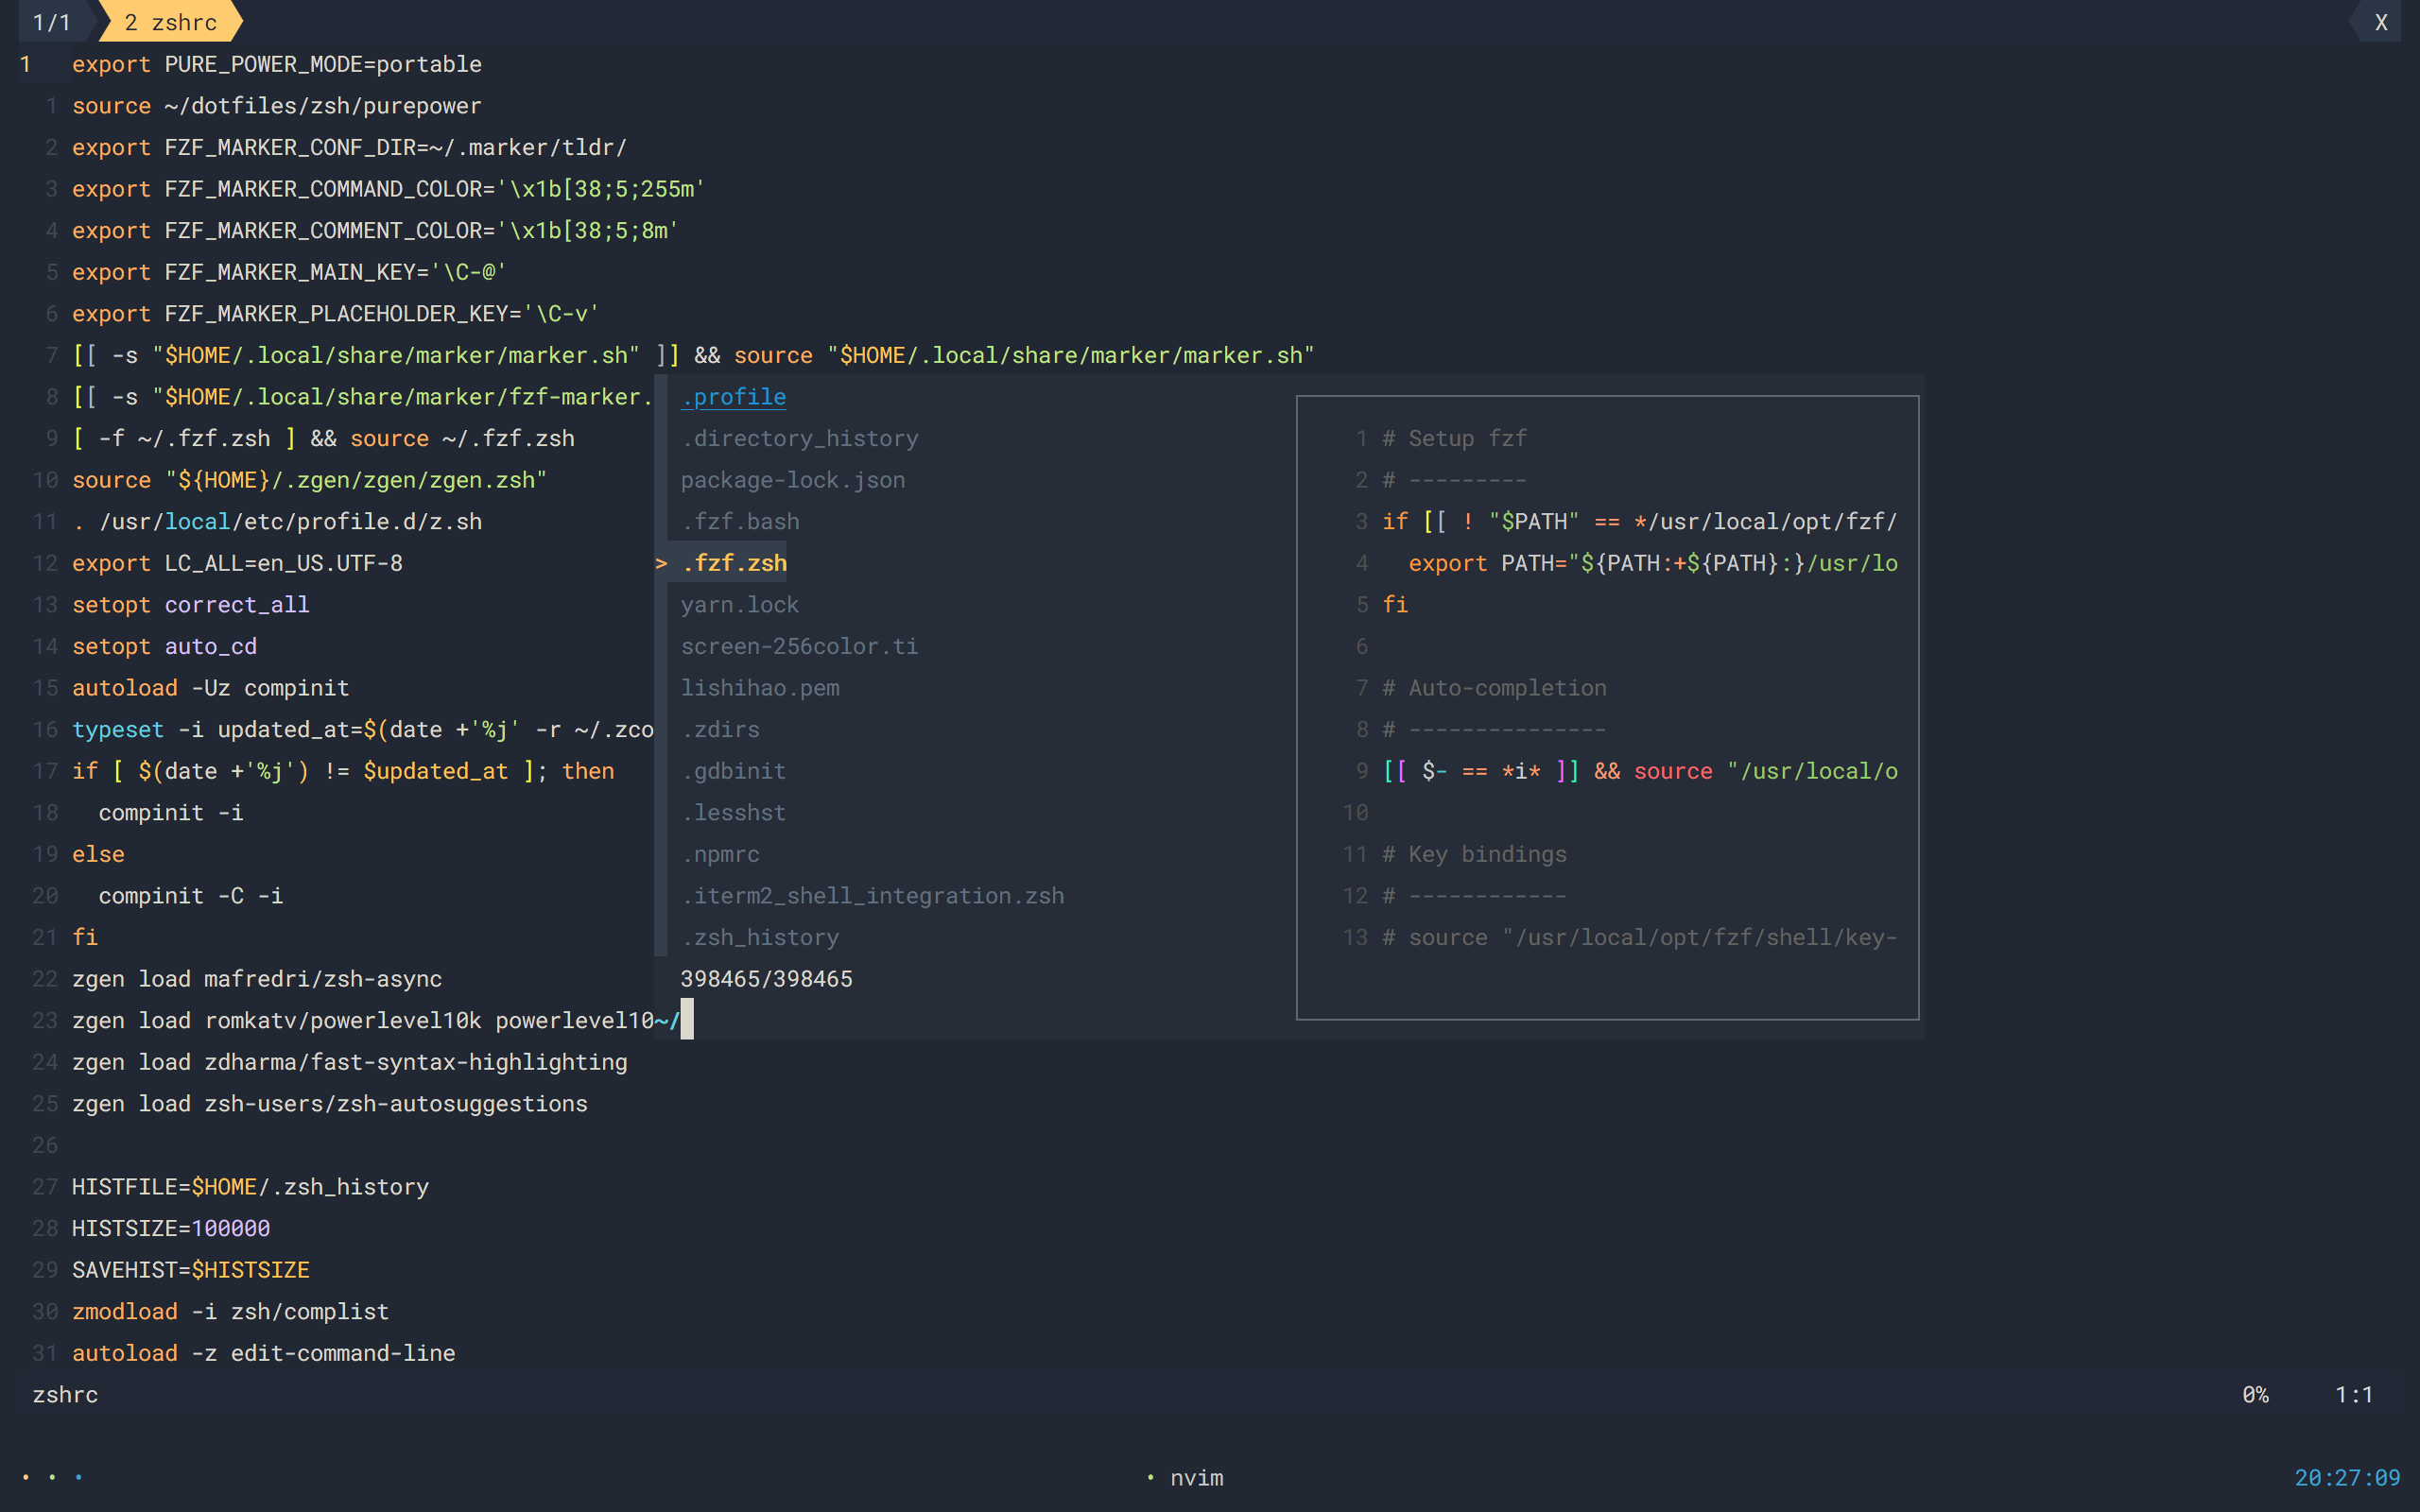 1/1 2 zshrc X
1 export PURE_POWER_MODE=portable
1 source ~/dotfiles/zsh/purepower
2 export FZF_MARKER_CONF_DIR=~/.marker/tldr/
3 export FZF_MARKER_COMMAND_COLOR='\x1b[38;5;255m'
4 export FZF_MARKER_COMMENT_COLOR='\x1b[38;5;8m'
5 export FZF_MARKER_MAIN_KEY='\C-@'
6 export FZF_MARKER_PLACEHOLDER_KEY='\C-v'
7 [[ -s "$HOME/.local/share/marker/marker.sh" ]] && source "$HOME/.local/share/marker/marker.sh"
8 [[ -s "$HOME/.local/share/marker/fzf-marker.
9 [ -f ~/.fzf.zsh ] && source ~/.fzf.zsh
10 source "${HOME}/.zgen/zgen/zgen.zsh"
11 . /usr/local/etc/profile.d/z.sh
12 export LC_ALL=en_US.UTF-8
13 setopt correct_all
14 setopt auto_cd
15 autoload -Uz compinit
16 typeset -i updated_at=$(date +'%j' -r ~/.zco
17 if [ $(date +'%j') != $updated_at ]; then
18 compinit -i
19 else
20 compinit -C -i
21 fi
22 zgen load mafredri/zsh-async
23 zgen load romkatv/powerlevel10k powerlevel10
24 zgen load zdharma/fast-syntax-highlighting
25 zgen load zsh-users/zsh-autosuggestions
26
27 HISTFILE=$HOME/.zsh_history
28 HISTSIZE=100000
29 SAVEHIST=$HISTSIZE
30 zmodload -i zsh/complist
31 autoload -z edit-command-line
.profile
.directory_history
package-lock.json
.fzf.bash
> .fzf.zsh
yarn.lock
screen-256color.ti
lishihao.pem
.zdirs
.gdbinit
.lesshst
.npmrc
.iterm2_shell_integration.zsh
.zsh_history
398465/398465
~/
1 # Setup fzf
2 # ---------
3 if [[ ! "$PATH" == */usr/local/opt/fzf/
4 export PATH="${PATH:+${PATH}:}/usr/lo
5 fi
6
7 # Auto-completion
8 # ---------------
9 [[ $- == *i* ]] && source "/usr/local/o
10
11 # Key bindings
12 # ------------
13 # source "/usr/local/opt/fzf/shell/key-
zshrc 0% 1:1
• • • • nvim 20:27:09